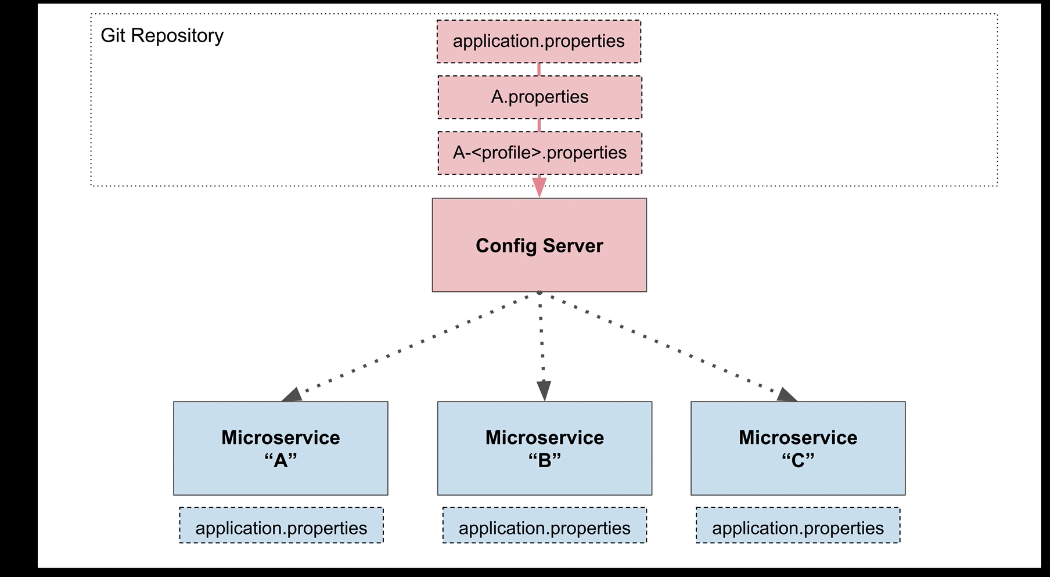 Git Repository
application.properties
A.properties
A-<profile>.properties
Config Server
Microservice
“A”
Microservice
“B”
Microservice
“C”
application.properties
application.properties
application.properties